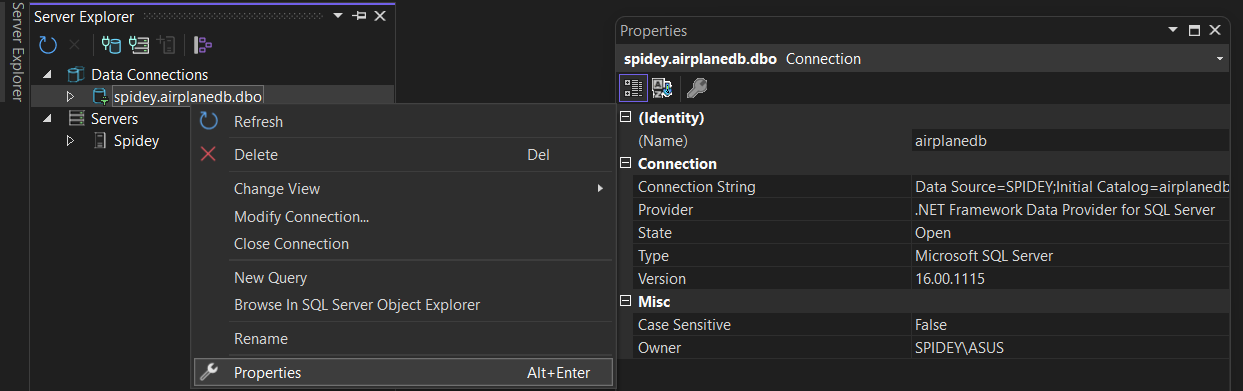 Server Explorer
Server Explorer
Data Connections
spidey.airplanedb.dbo
Servers
Spidey
Refresh
Delete Del
Change View
Modify Connection...
Close Connection
New Query
Browse In SQL Server Object Explorer
Rename
Properties Alt+Enter
Properties
spidey.airplanedb.dbo Connection
(Identity)
(Name) airplanedb
Connection
Connection String Data Source=SPIDEY;Initial Catalog=airplanedb
Provider .NET Framework Data Provider for SQL Server
State Open
Type Microsoft SQL Server
Version 16.00.1115
Misc
Case Sensitive False
Owner SPIDEY\ASUS